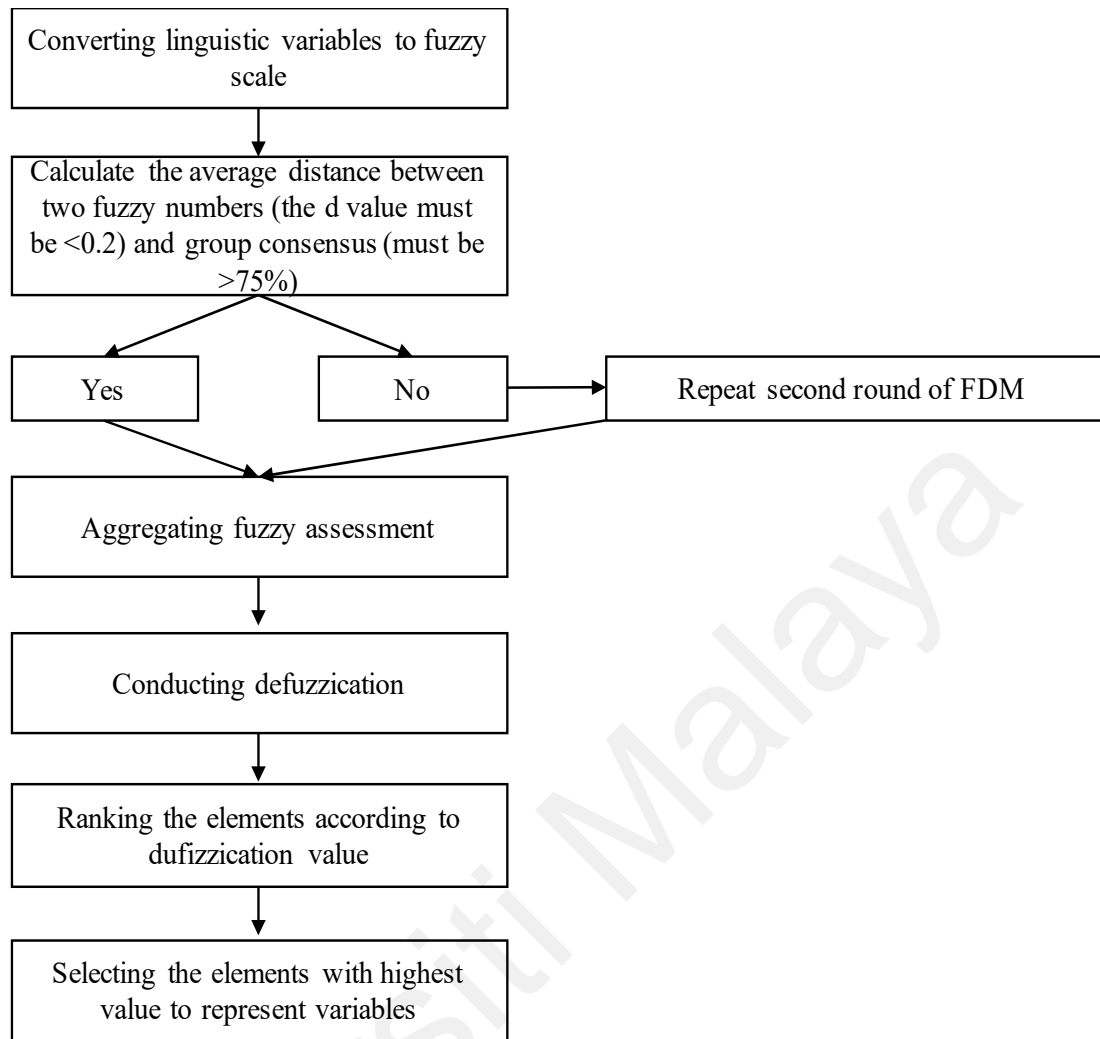 Converting linguistic variables to fuzzy
scale
Calculate the average distance between
two fuzzy numbers (the d value must
be <0.2) and group consensus (must be
>75%)
Yes
No
Repeat second round of FDM
Aggregating fuzzy assessment
Conducting defuzzication
Ranking the elements according to
dufizzication value
Selecting the elements with highest
value to represent variables
siti Malaya